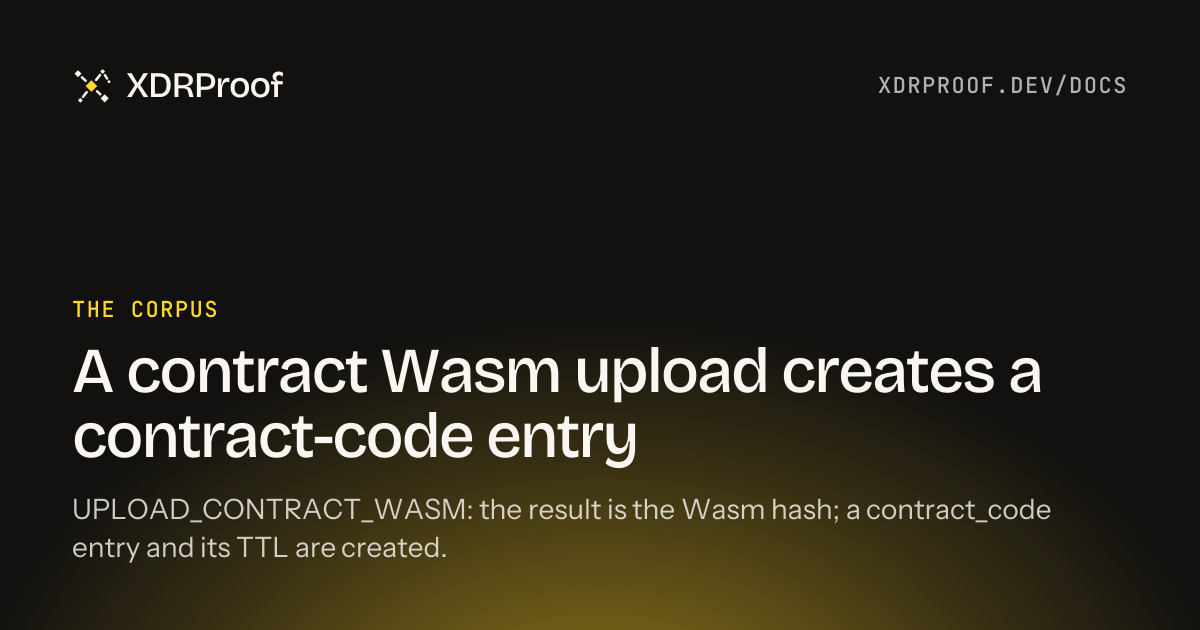 XDRProof
XDRPROOF.DEV/DOCS
THE CORPUS
A contract Wasm upload creates a
contract-code entry
UPLOAD_CONTRACT_WASM: the result is the Wasm hash; a contract_code
entry and its TTL are created.